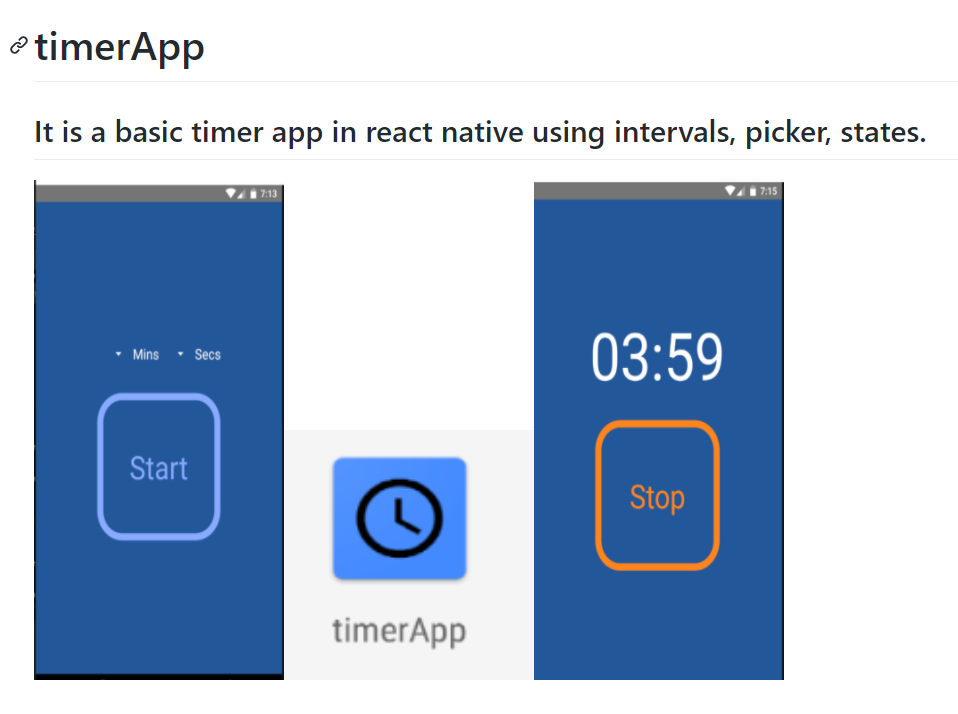 timerApp
It is a basic timer app in react native using intervals, picker, states.
7:13
Mins Secs
Start
timerApp
7:15
03:59
Stop